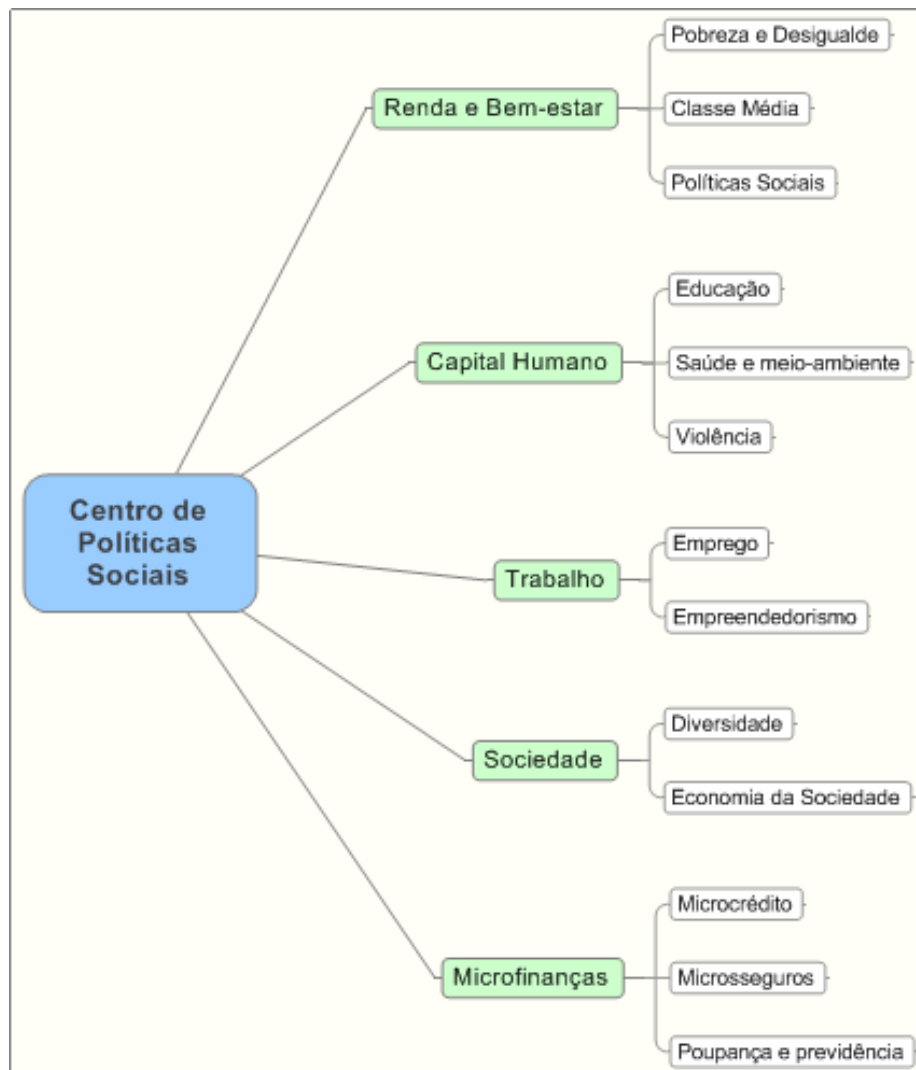 Centro de
Políticas
Sociais
Renda e Bem-estar
Pobreza e Desigualde
Classe Média
Políticas Sociais
Capital Humano
Educação
Saúde e meio-ambiente
Violência
Trabalho
Emprego
Empreendedorismo
Sociedade
Diversidade
Economia da Sociedade
Microfinanças
Microcrédito
Microsseguros
Poupança e previdência